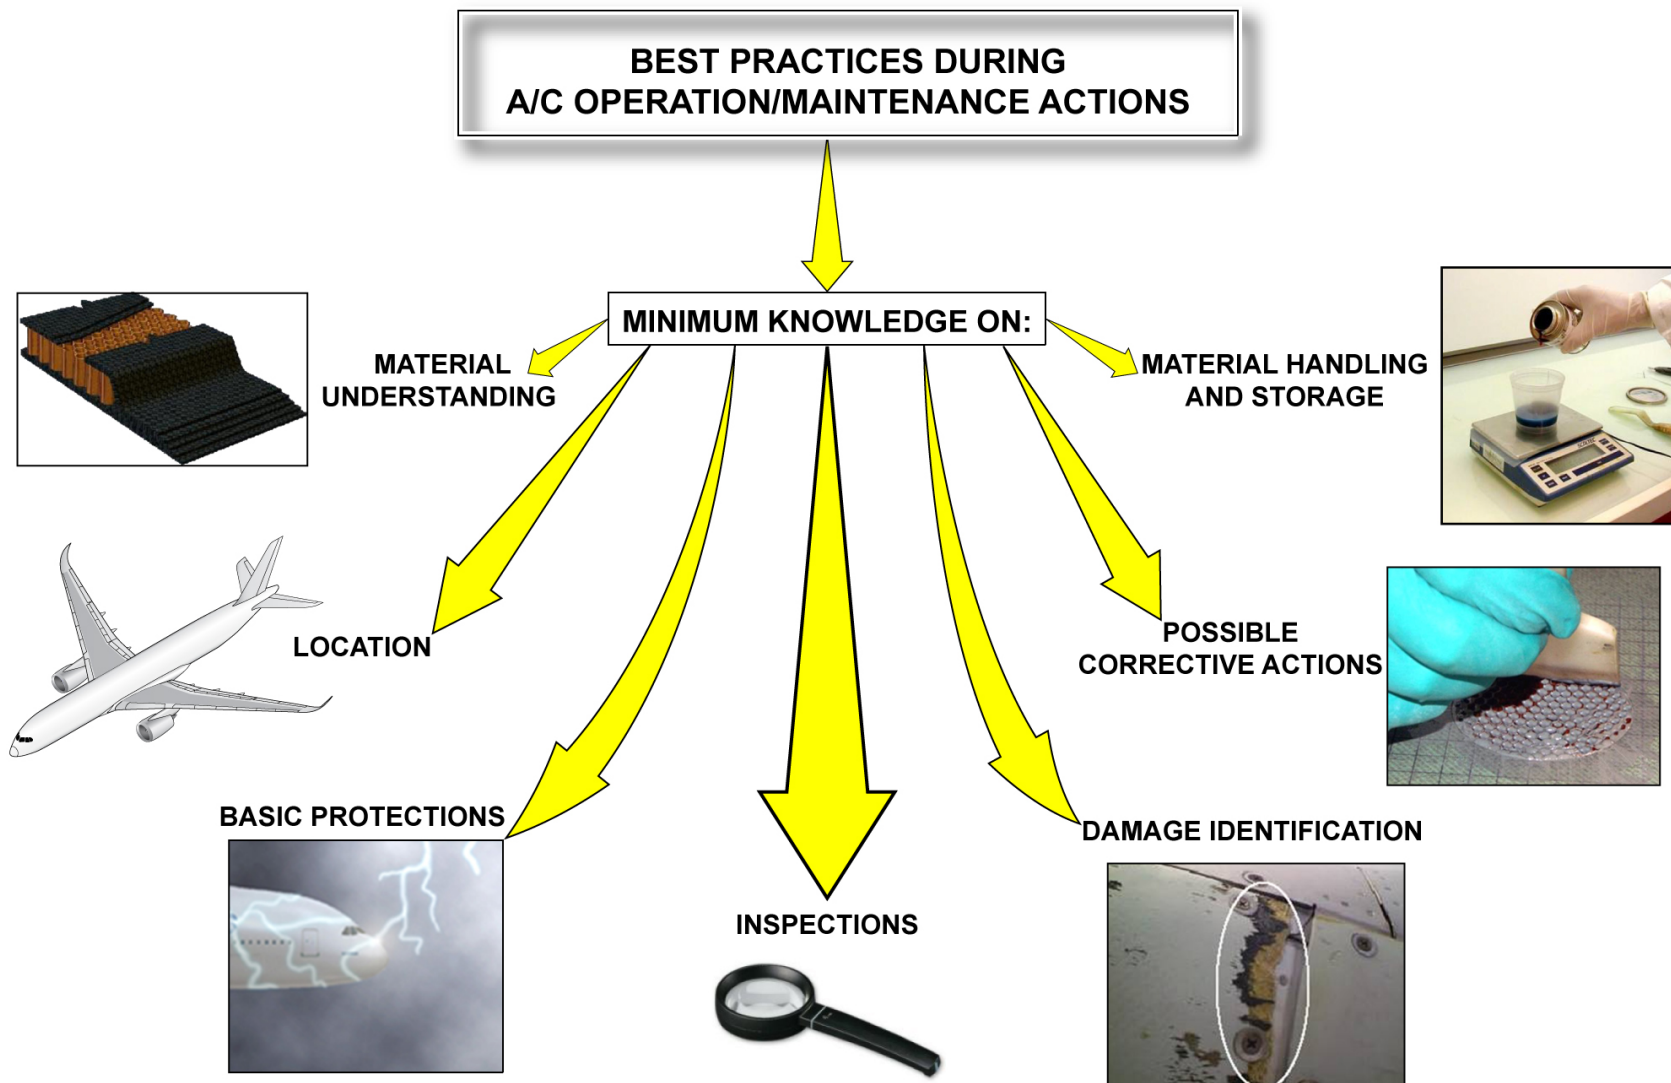 BEST PRACTICES DURING
A/C OPERATION/MAINTENANCE ACTIONS
MINIMUM KNOWLEDGE ON:
MATERIAL
UNDERSTANDING
MATERIAL HANDLING
AND STORAGE
LOCATION
POSSIBLE
CORRECTIVE ACTIONS
BASIC PROTECTIONS
DAMAGE IDENTIFICATION
INSPECTIONS